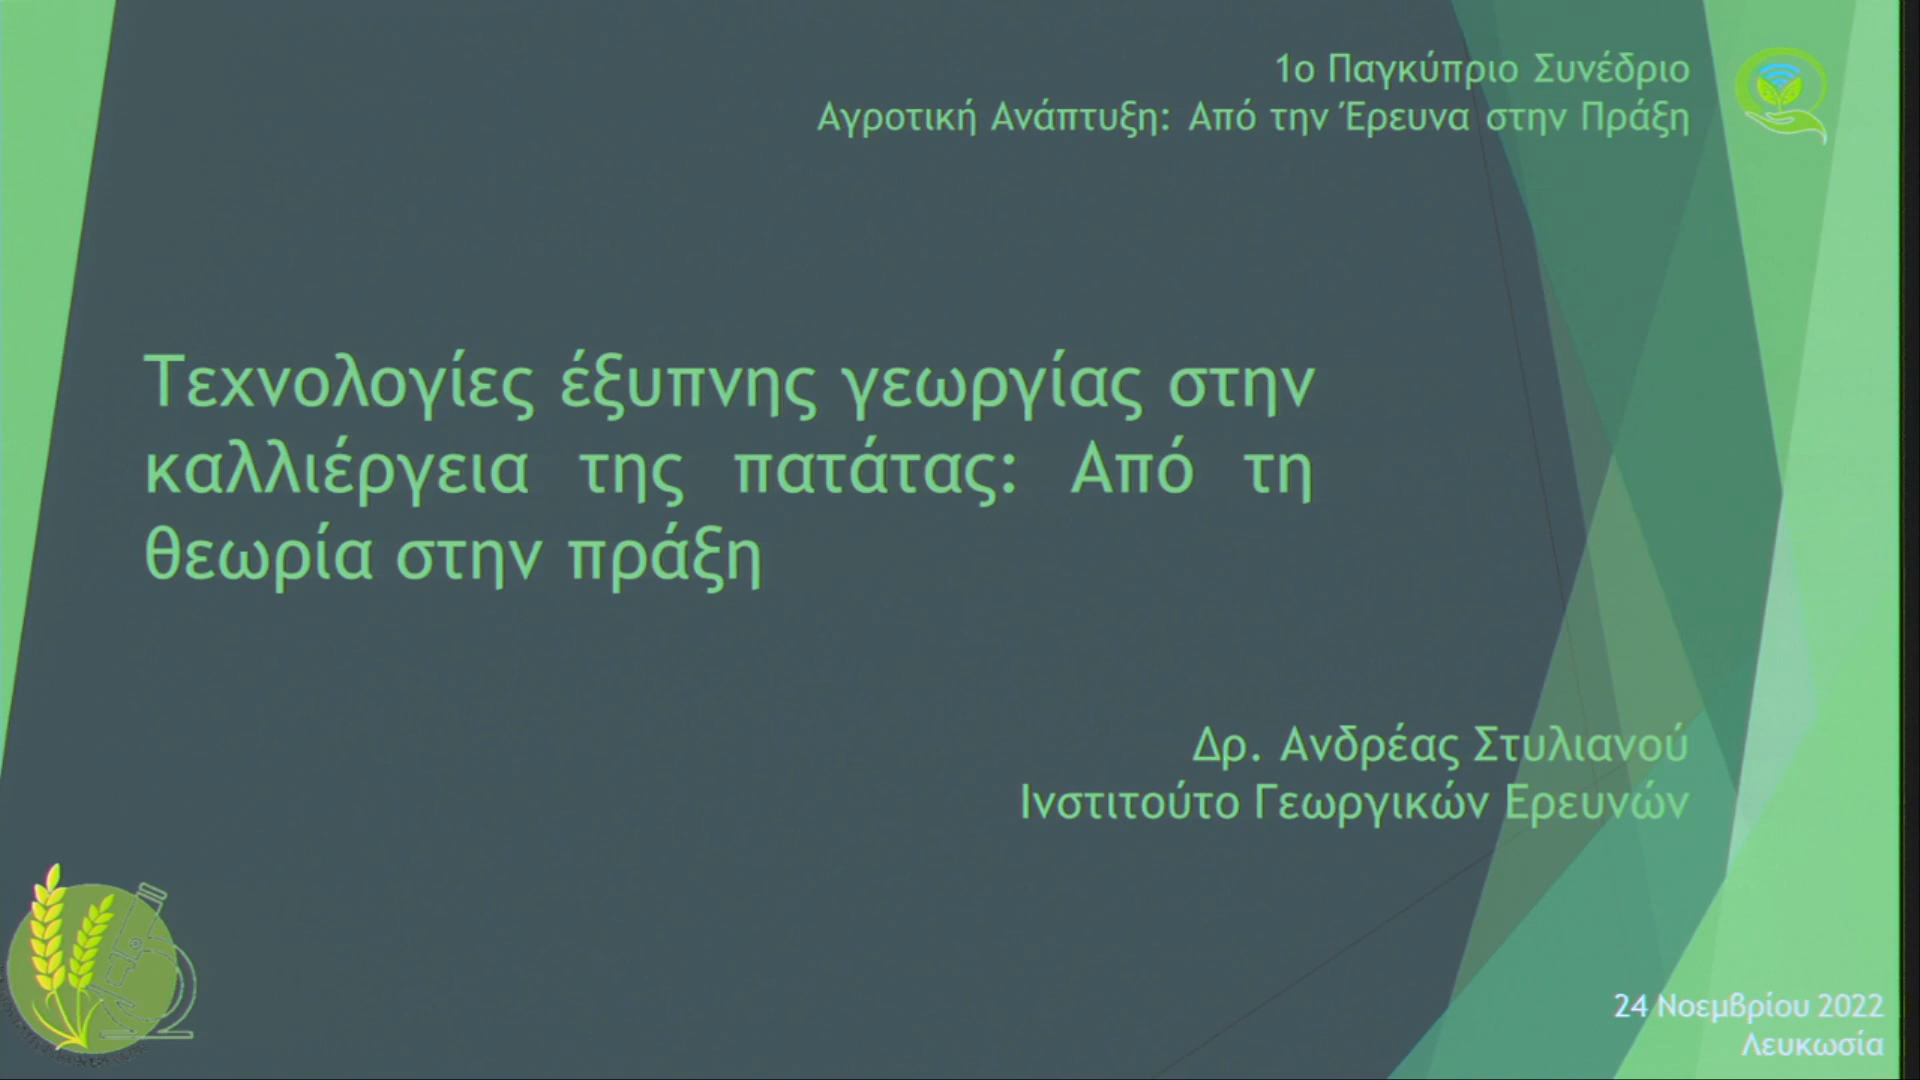 1ο Παγκύπριο Συνέδριο
Αγροτική Ανάπτυξη: Από την Έρευνα στην Πράξη
Τεχνολογίες έξυπνης γεωργίας στην
καλλιέργεια της πατάτας: Από τη
θεωρία στην πράξη
Δρ. Ανδρέας Στυλιανού
Ινστιτούτο Γεωργικών Ερευνών
24 Νοεμβρίου 2022
Λευκωσία